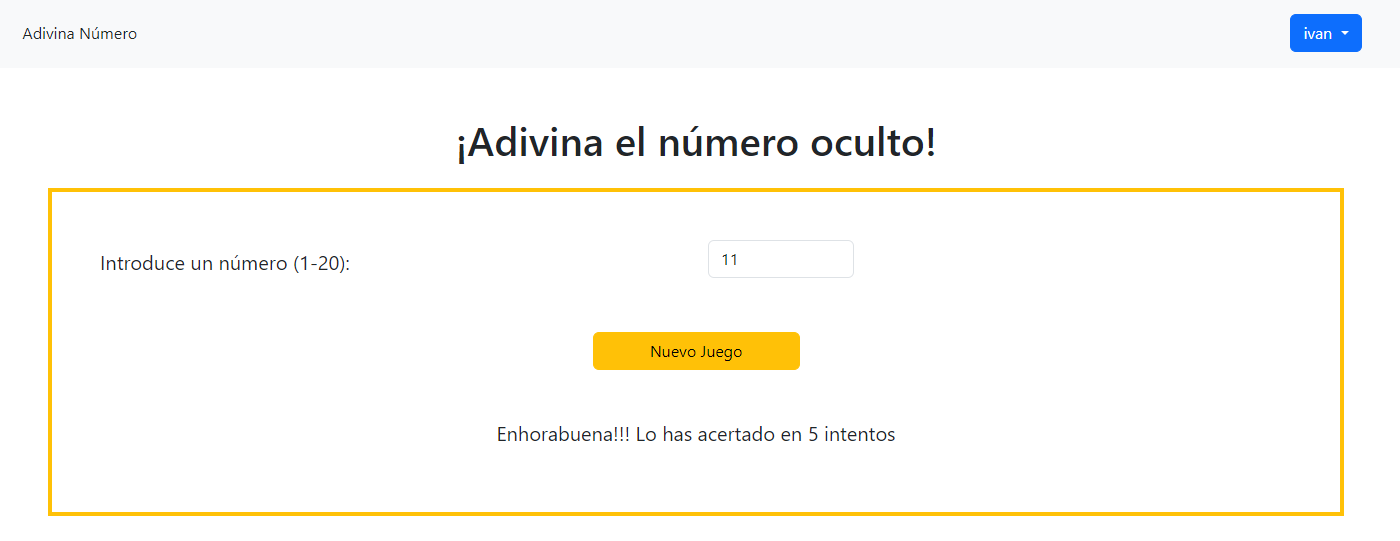 Adivina Número
ivan
¡Adivina el número oculto!
Introduce un número (1-20):
11
Nuevo Juego
Enhorabuena!!! Lo has acertado en 5 intentos